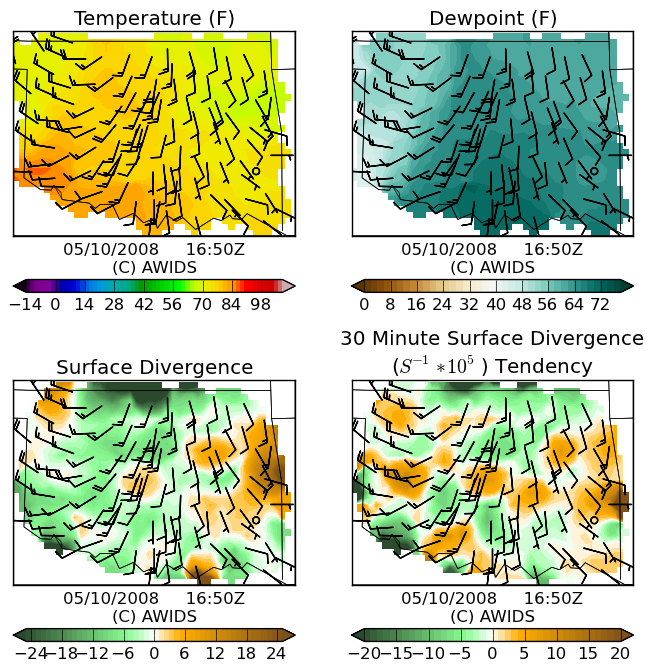 Temperature (F)
Dewpoint (F)
05/10/2008 16:50Z
(C) AWIDS
05/10/2008 16:50Z
(C) AWIDS
−14 0 14 28 42 56 70 84 98
0 8 16 24 32 40 48 56 64 72
Surface Divergence
30 Minute Surface Divergence
(S⁻¹ *10⁵ ) Tendency
05/10/2008 16:50Z
(C) AWIDS
05/10/2008 16:50Z
(C) AWIDS
−24 −18 −12 −6 0 6 12 18 24
−20 −15 −10 −5 0 5 10 15 20